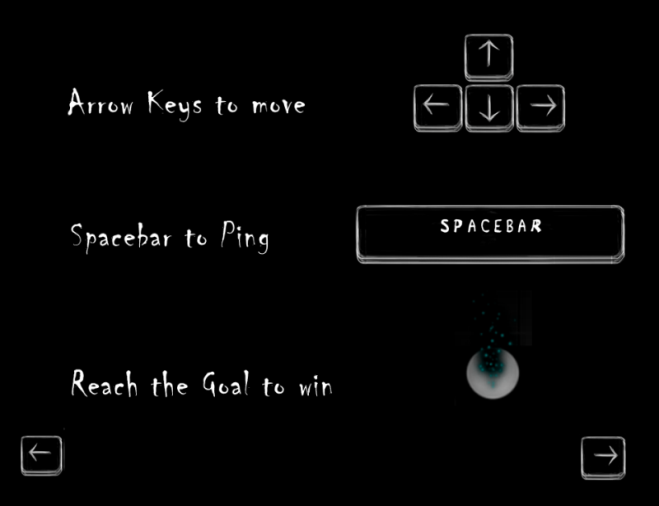 Arrow Keys to move
↑
← ↓ →
Spacebar to Ping
SPACEBAR
Reach the Goal to win
← →